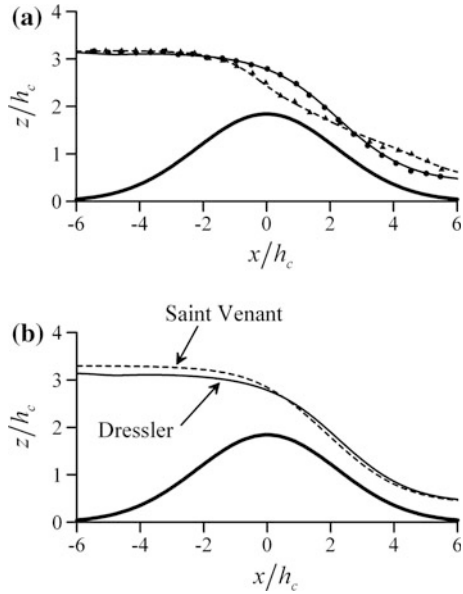 (a)
4
3
2
1
0
z/h_c
-6 -4 -2 0 2 4 6
x/h_c
(b)
4
3
2
1
0
z/h_c
Saint Venant
Dressler
-6 -4 -2 0 2 4 6
x/h_c